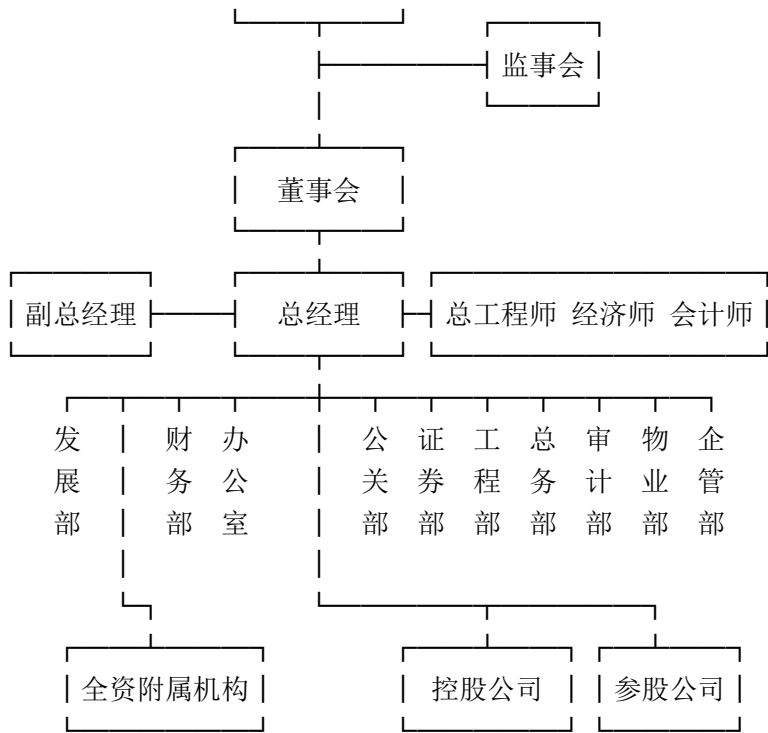 监事会
董事会
副总经理 总经理 总工程师 经济师 会计师
发展部 财务部 办公室 公关部 证券部 工程部 总务部 审计部 物业部 企管部
全资附属机构 控股公司 参股公司